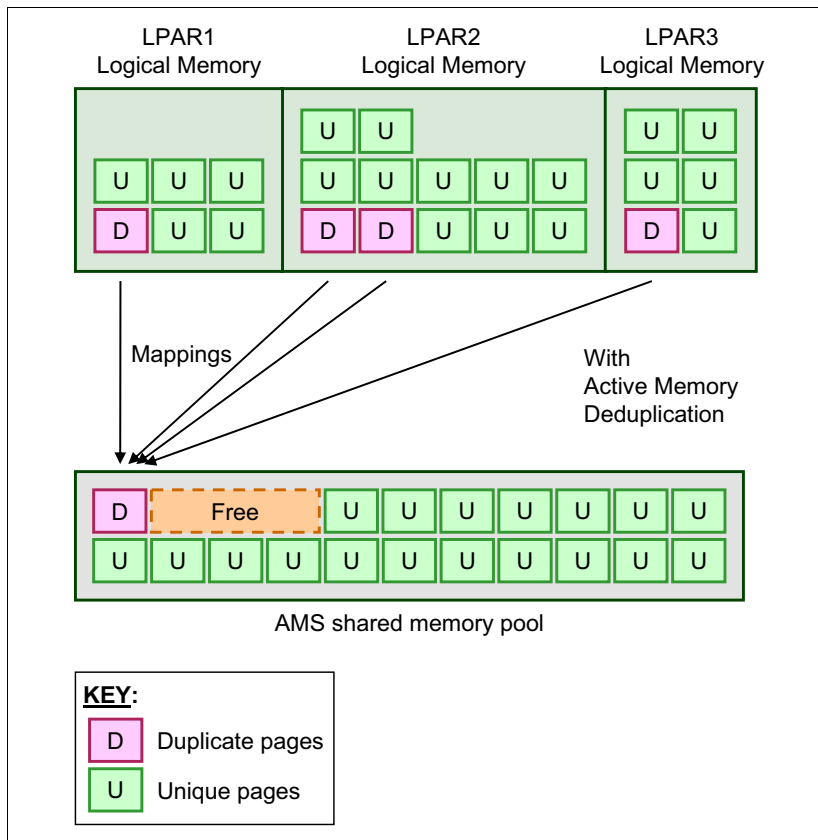 LPAR1 LPAR2 LPAR3
Logical Memory Logical Memory Logical Memory
U U U U
U U U U U U U U U U
D U U D D U U U D U
Mappings
With
Active Memory
Deduplication
D Free U U U U U U U
U U U U U U U U U U U
AMS shared memory pool
KEY:
D Duplicate pages
U Unique pages